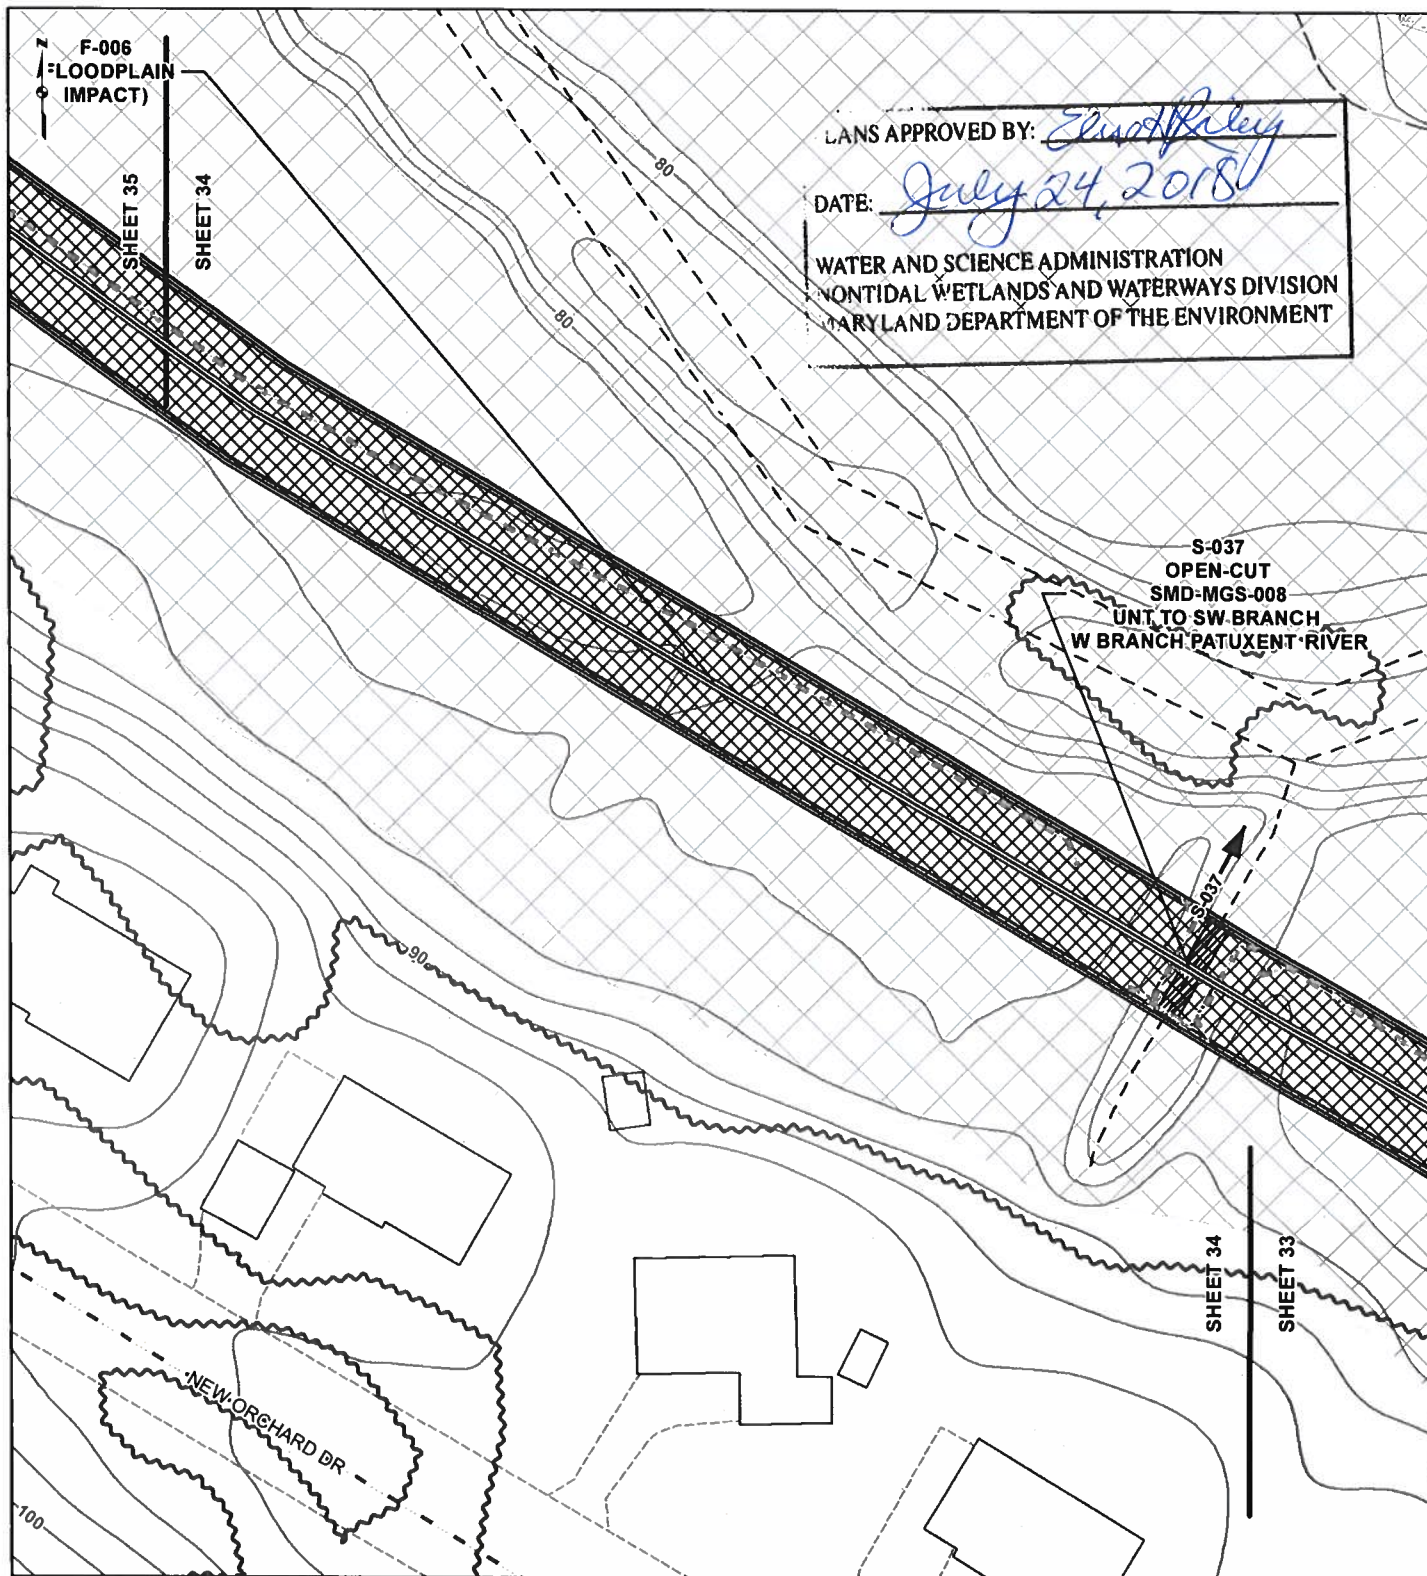 N
F-006
FLOODPLAIN
IMPACT)
SHEET 35
SHEET 34
80
80
LANS APPROVED BY: Elisot Riley
DATE: July 24, 2018
WATER AND SCIENCE ADMINISTRATION
NONTIDAL WETLANDS AND WATERWAYS DIVISION
MARYLAND DEPARTMENT OF THE ENVIRONMENT
S-037
OPEN-CUT
SMD-MGS-008
UNT TO SW BRANCH
W BRANCH PATUXENT RIVER
S-037
90
SHEET 34
SHEET 33
NEW ORCHARD DR
100